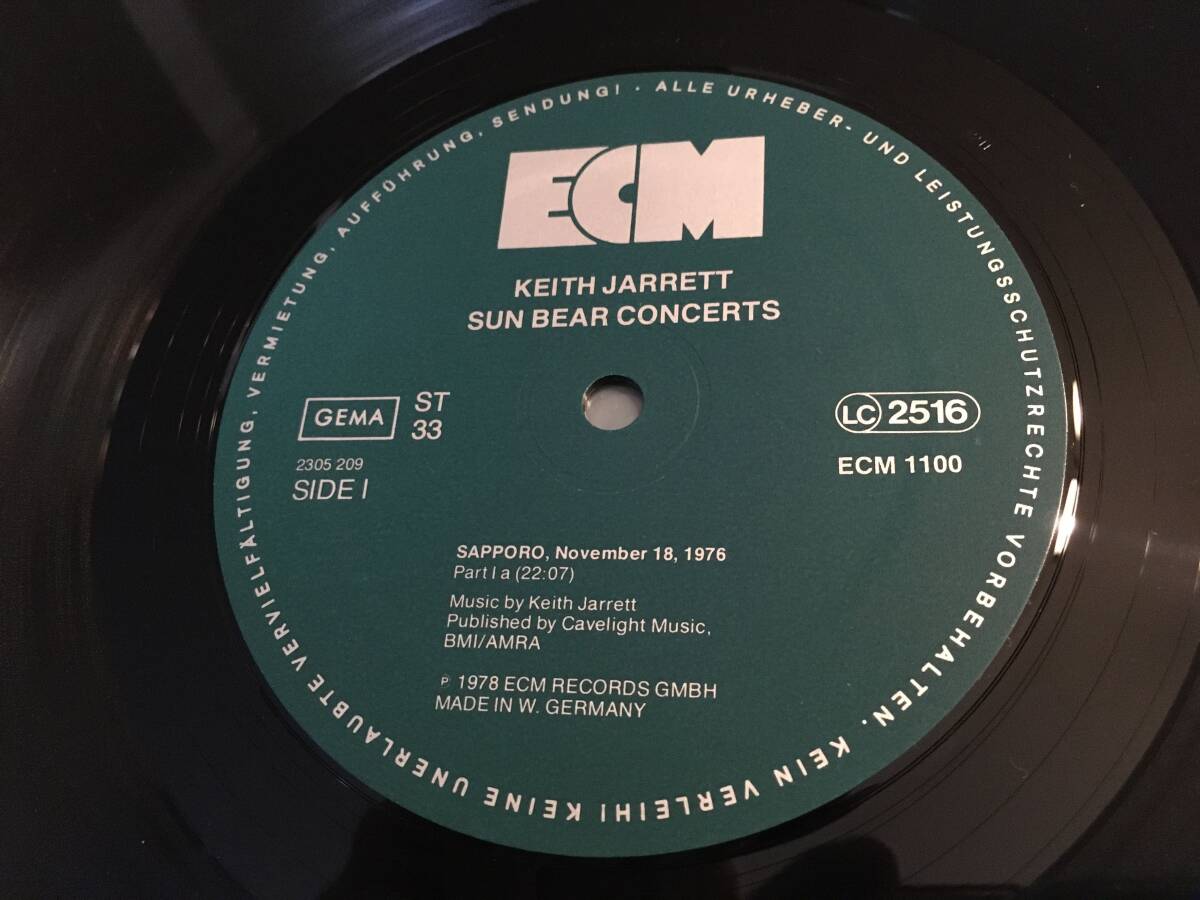 ECM
KEITH JARRETT
SUN BEAR CONCERTS
GEMA
ST
33
2305 209
SIDE I
LC 2516
ECM 1100
SAPPORO, November 18, 1976
Part I a (22:07)
Music by Keith Jarrett
Published by Cavelight Music,
BMI/AMRA
℗ 1978 ECM RECORDS GMBH
MADE IN W. GERMANY
ALLE URHEBER- UND LEISTUNGSSCHUTZRECHTE VORBEHALTEN. KEIN VERLEIH! KEINE UNERLAUBTE VERVIELFÄLTIGUNG, VERMIETUNG, AUFFÜHRUNG, SENDUNG! ·